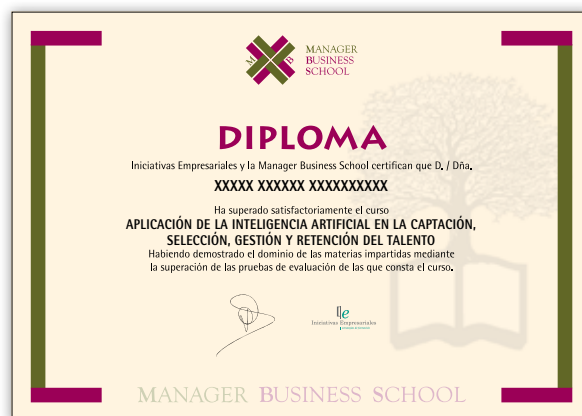 M B
MANAGER
BUSINESS
SCHOOL
DIPLOMA
Iniciativas Empresariales y la Manager Business School certifican que D. / Dña.
XXXXX XXXXXX XXXXXXXXXX
Ha superado satisfactoriamente el curso
APLICACIÓN DE LA INTELIGENCIA ARTIFICIAL EN LA CAPTACIÓN,
SELECCIÓN, GESTIÓN Y RETENCIÓN DEL TALENTO
Habiendo demostrado el dominio de las materias impartidas mediante
la superación de las pruebas de evaluación de las que consta el curso.
Iniciativas Empresariales
MANAGER BUSINESS SCHOOL